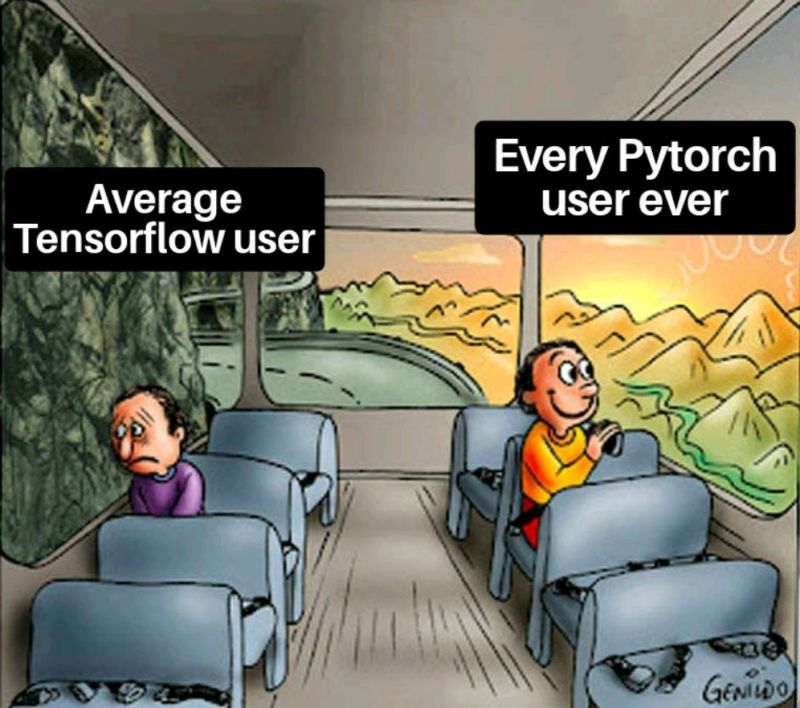 Average
Tensorflow user
Every Pytorch
user ever
GENILDO